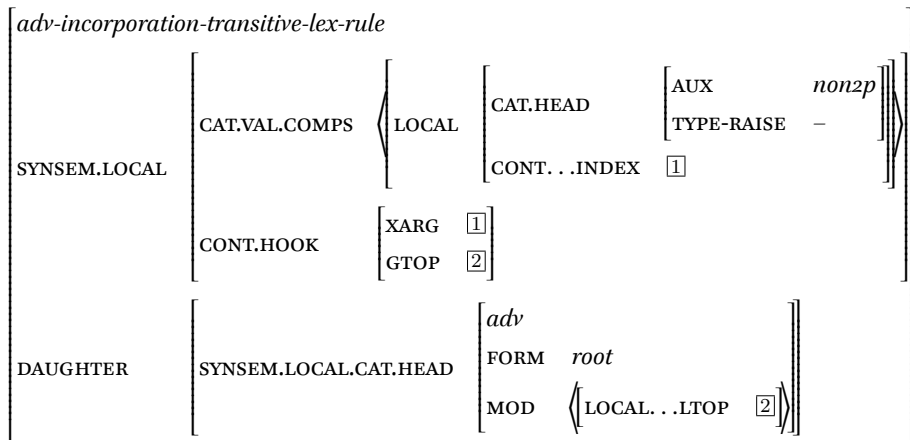 adv-incorporation-transitive-lex-rule
SYNSEM.LOCAL
CAT.VAL.COMPS ⟨ LOCAL CAT.HEAD AUX non2p
TYPE-RAISE –
CONT...INDEX 1 ⟩
CONT.HOOK XARG 1
GTOP 2
DAUGHTER SYNSEM.LOCAL.CAT.HEAD adv
FORM root
MOD ⟨[LOCAL...LTOP 2]⟩